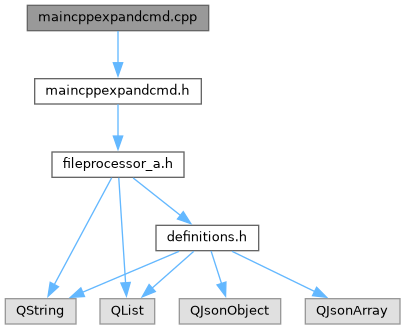 maincppexpandcmd.cpp
maincppexpandcmd.h
fileprocessor_a.h
definitions.h
QString
QList
QJsonObject
QJsonArray